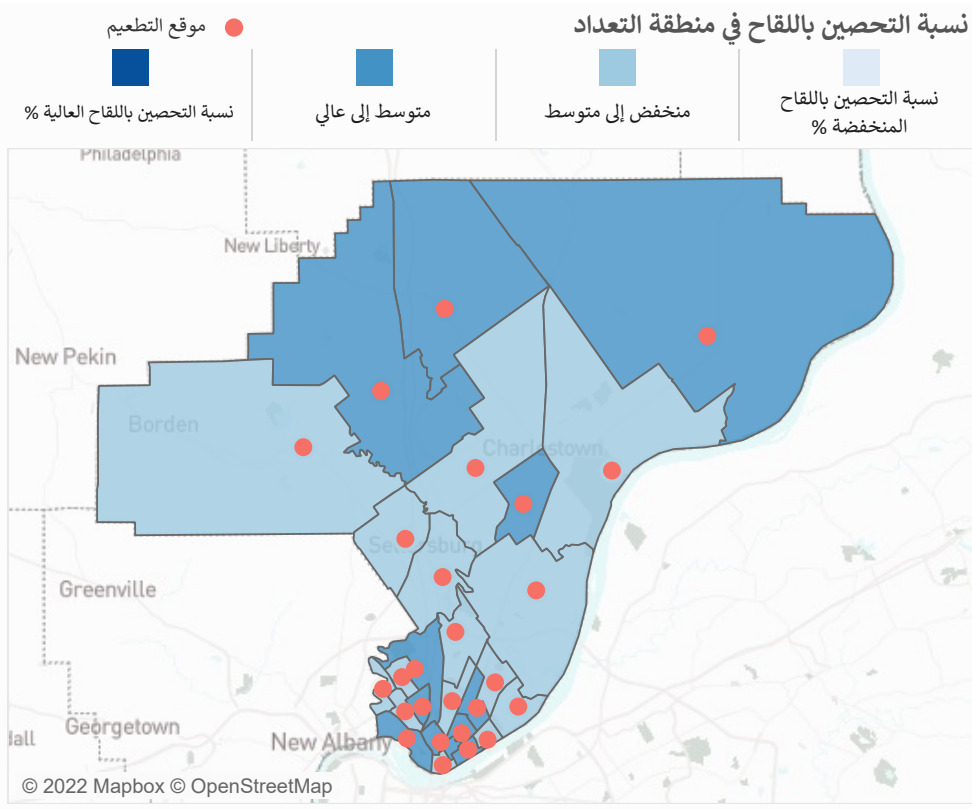 نسبة التحصين باللقاح في منطقة التعداد
موقع التطعيم
نسبة التحصين باللقاح
المنخفضة %
منخفض إلى متوسط
متوسط إلى عالي
نسبة التحصين باللقاح العالية %
Philadelphia
New Liberty
New Pekin
Borden
Charlestown
Sellersburg
Greenville
Georgetown
New Albany
© 2022 Mapbox © OpenStreetMap